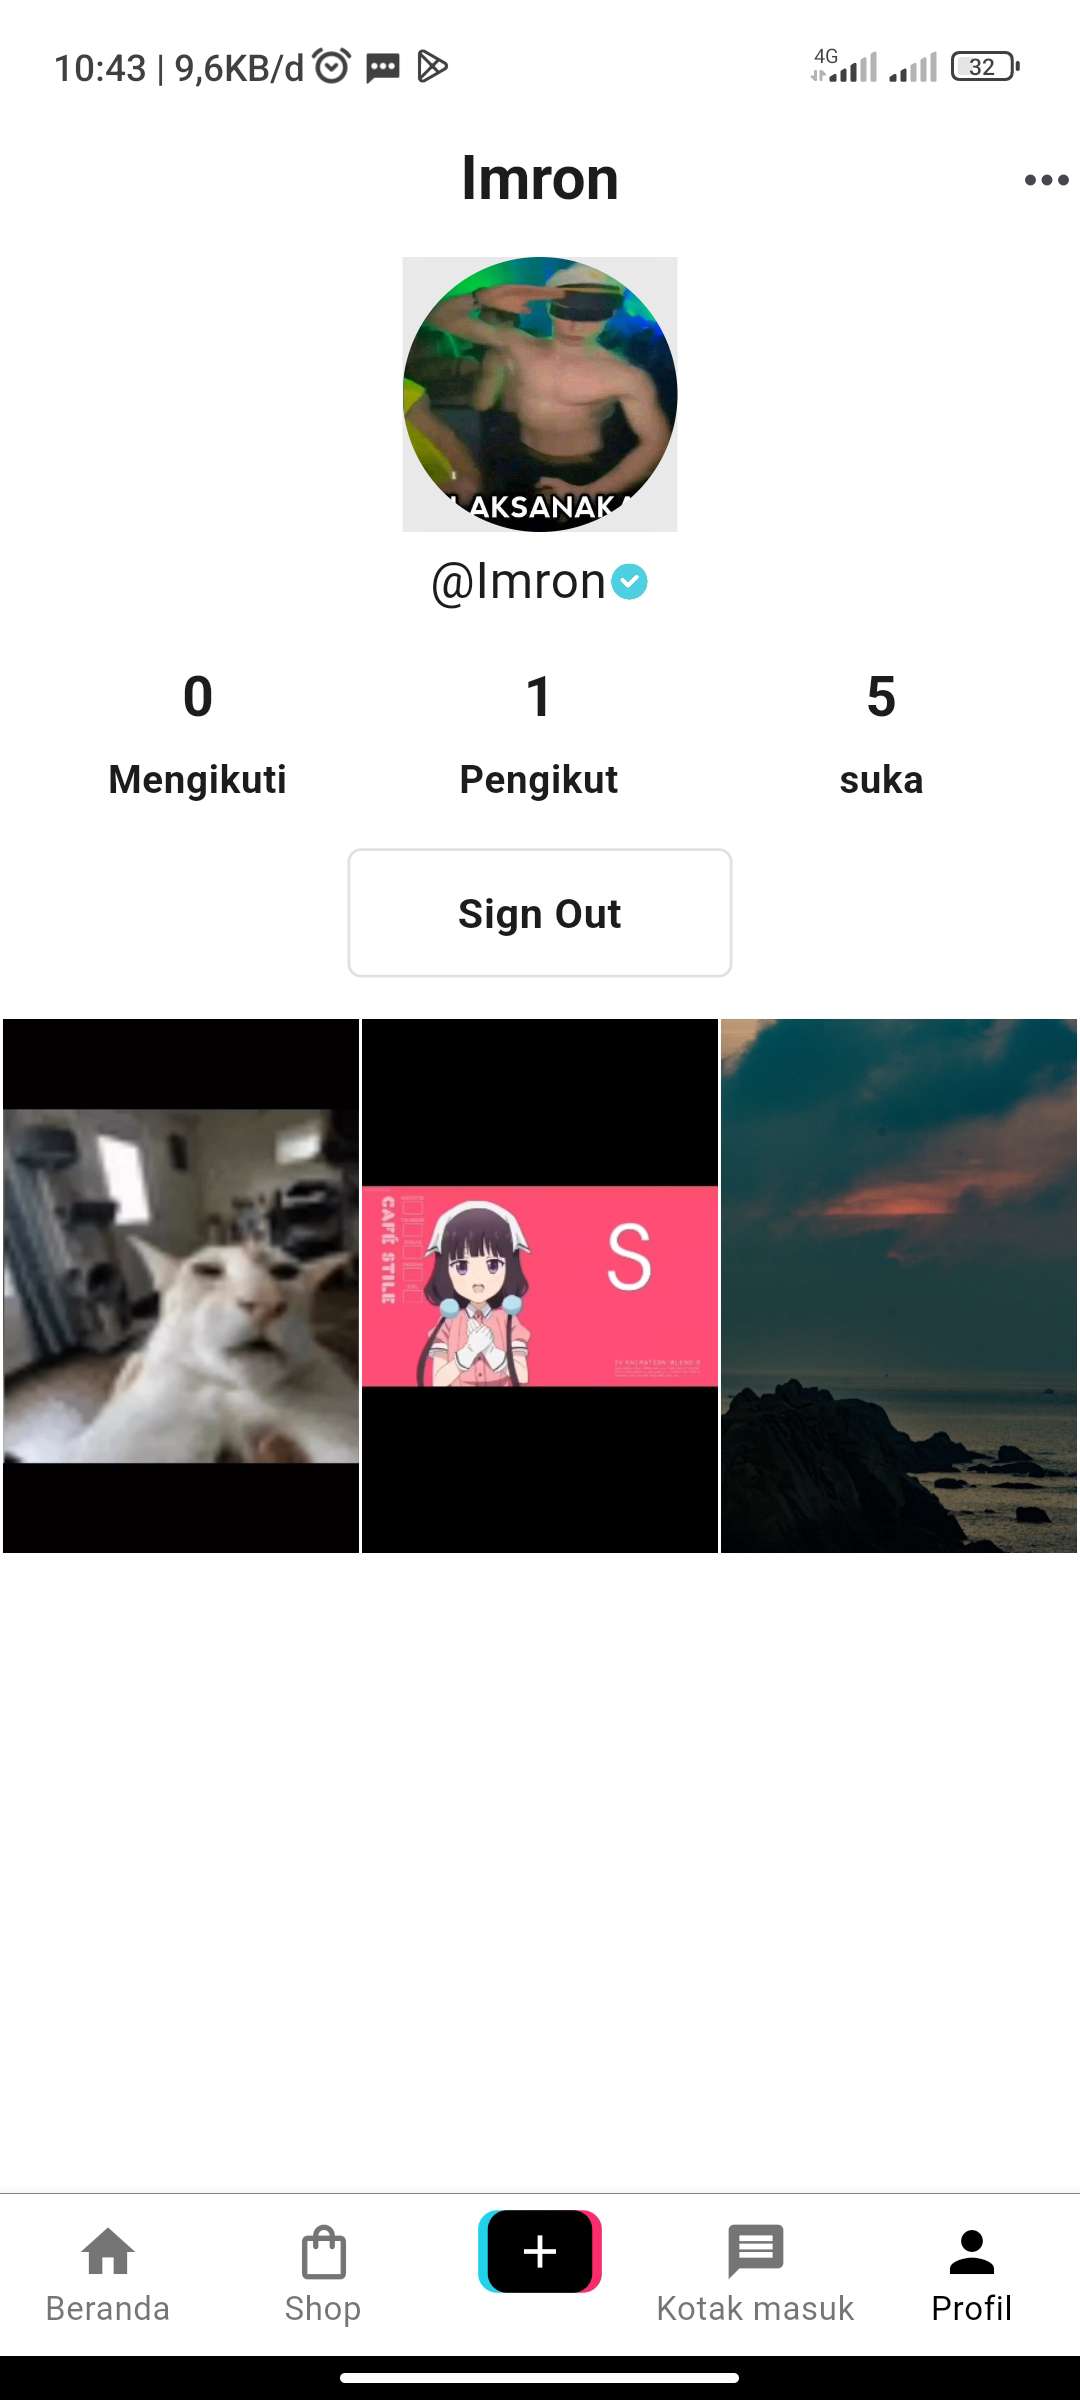 10:43 | 9,6KB/d
4G
32
Imron
LAKSANAKA
@Imron
0
1
5
Mengikuti
Pengikut
suka
Sign Out
CAFÉ STILE
S
Beranda
Shop
Kotak masuk
Profil